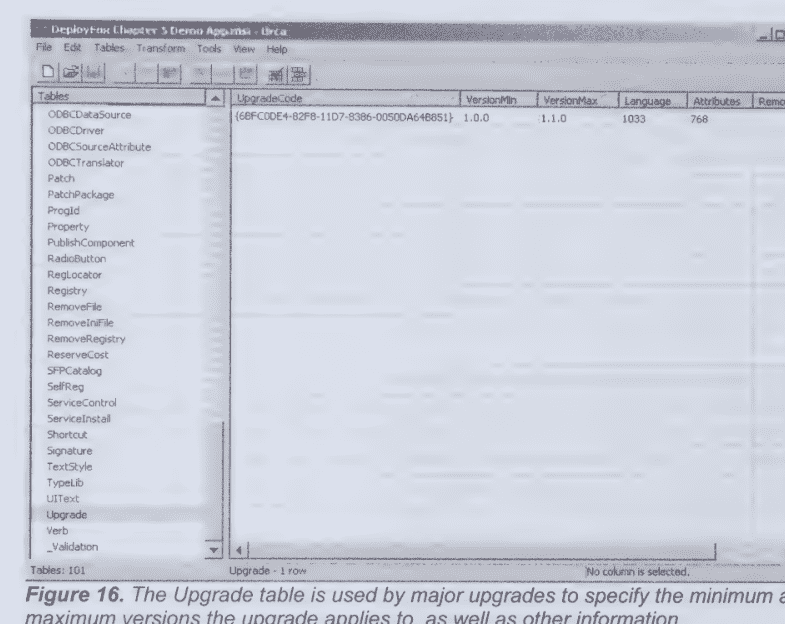 DeployFox Chapter 5 Demo App.msi - Orca
File Edit Tables Transform Tools View Help
Tables
UpgradeCode VersionMin VersionMax Language Attributes Remo
ODBCDataSource
{6BFC0DE4-82F8-11D7-8386-0050DA64B851} 1.0.0 1.1.0 1033 768
ODBCDriver
ODBCSourceAttribute
ODBCTranslator
Patch
PatchPackage
ProgId
Property
PublishComponent
RadioButton
RegLocator
Registry
RemoveFile
RemoveIniFile
RemoveRegistry
ReserveCost
SFPCatalog
SelfReg
ServiceControl
ServiceInstall
Shortcut
Signature
TextStyle
TypeLib
UIText
Upgrade
Verb
_Validation
Tables: 101 Upgrade - 1 row No column is selected.
Figure 16. The Upgrade table is used by major upgrades to specify the minimum a
maximum versions the upgrade applies to, as well as other information